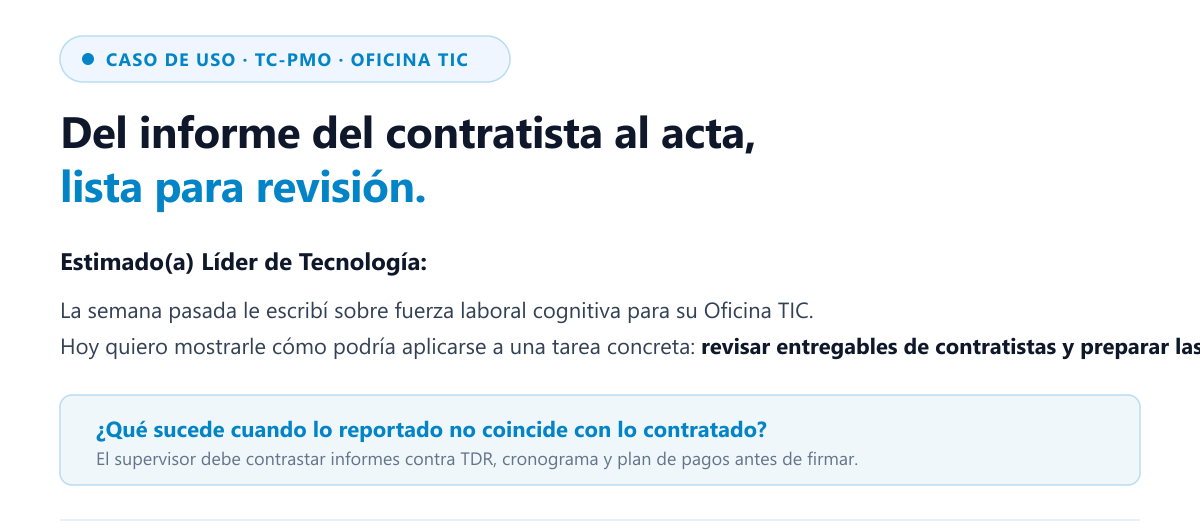 CASO DE USO · TC-PMO · OFICINA TIC
Del informe del contratista al acta,
lista para revisión.
Estimado(a) Líder de Tecnología:
La semana pasada le escribí sobre fuerza laboral cognitiva para su Oficina TIC.
Hoy quiero mostrarle cómo podría aplicarse a una tarea concreta: revisar entregables de contratistas y preparar las
¿Qué sucede cuando lo reportado no coincide con lo contratado?
El supervisor debe contrastar informes contra TDR, cronograma y plan de pagos antes de firmar.